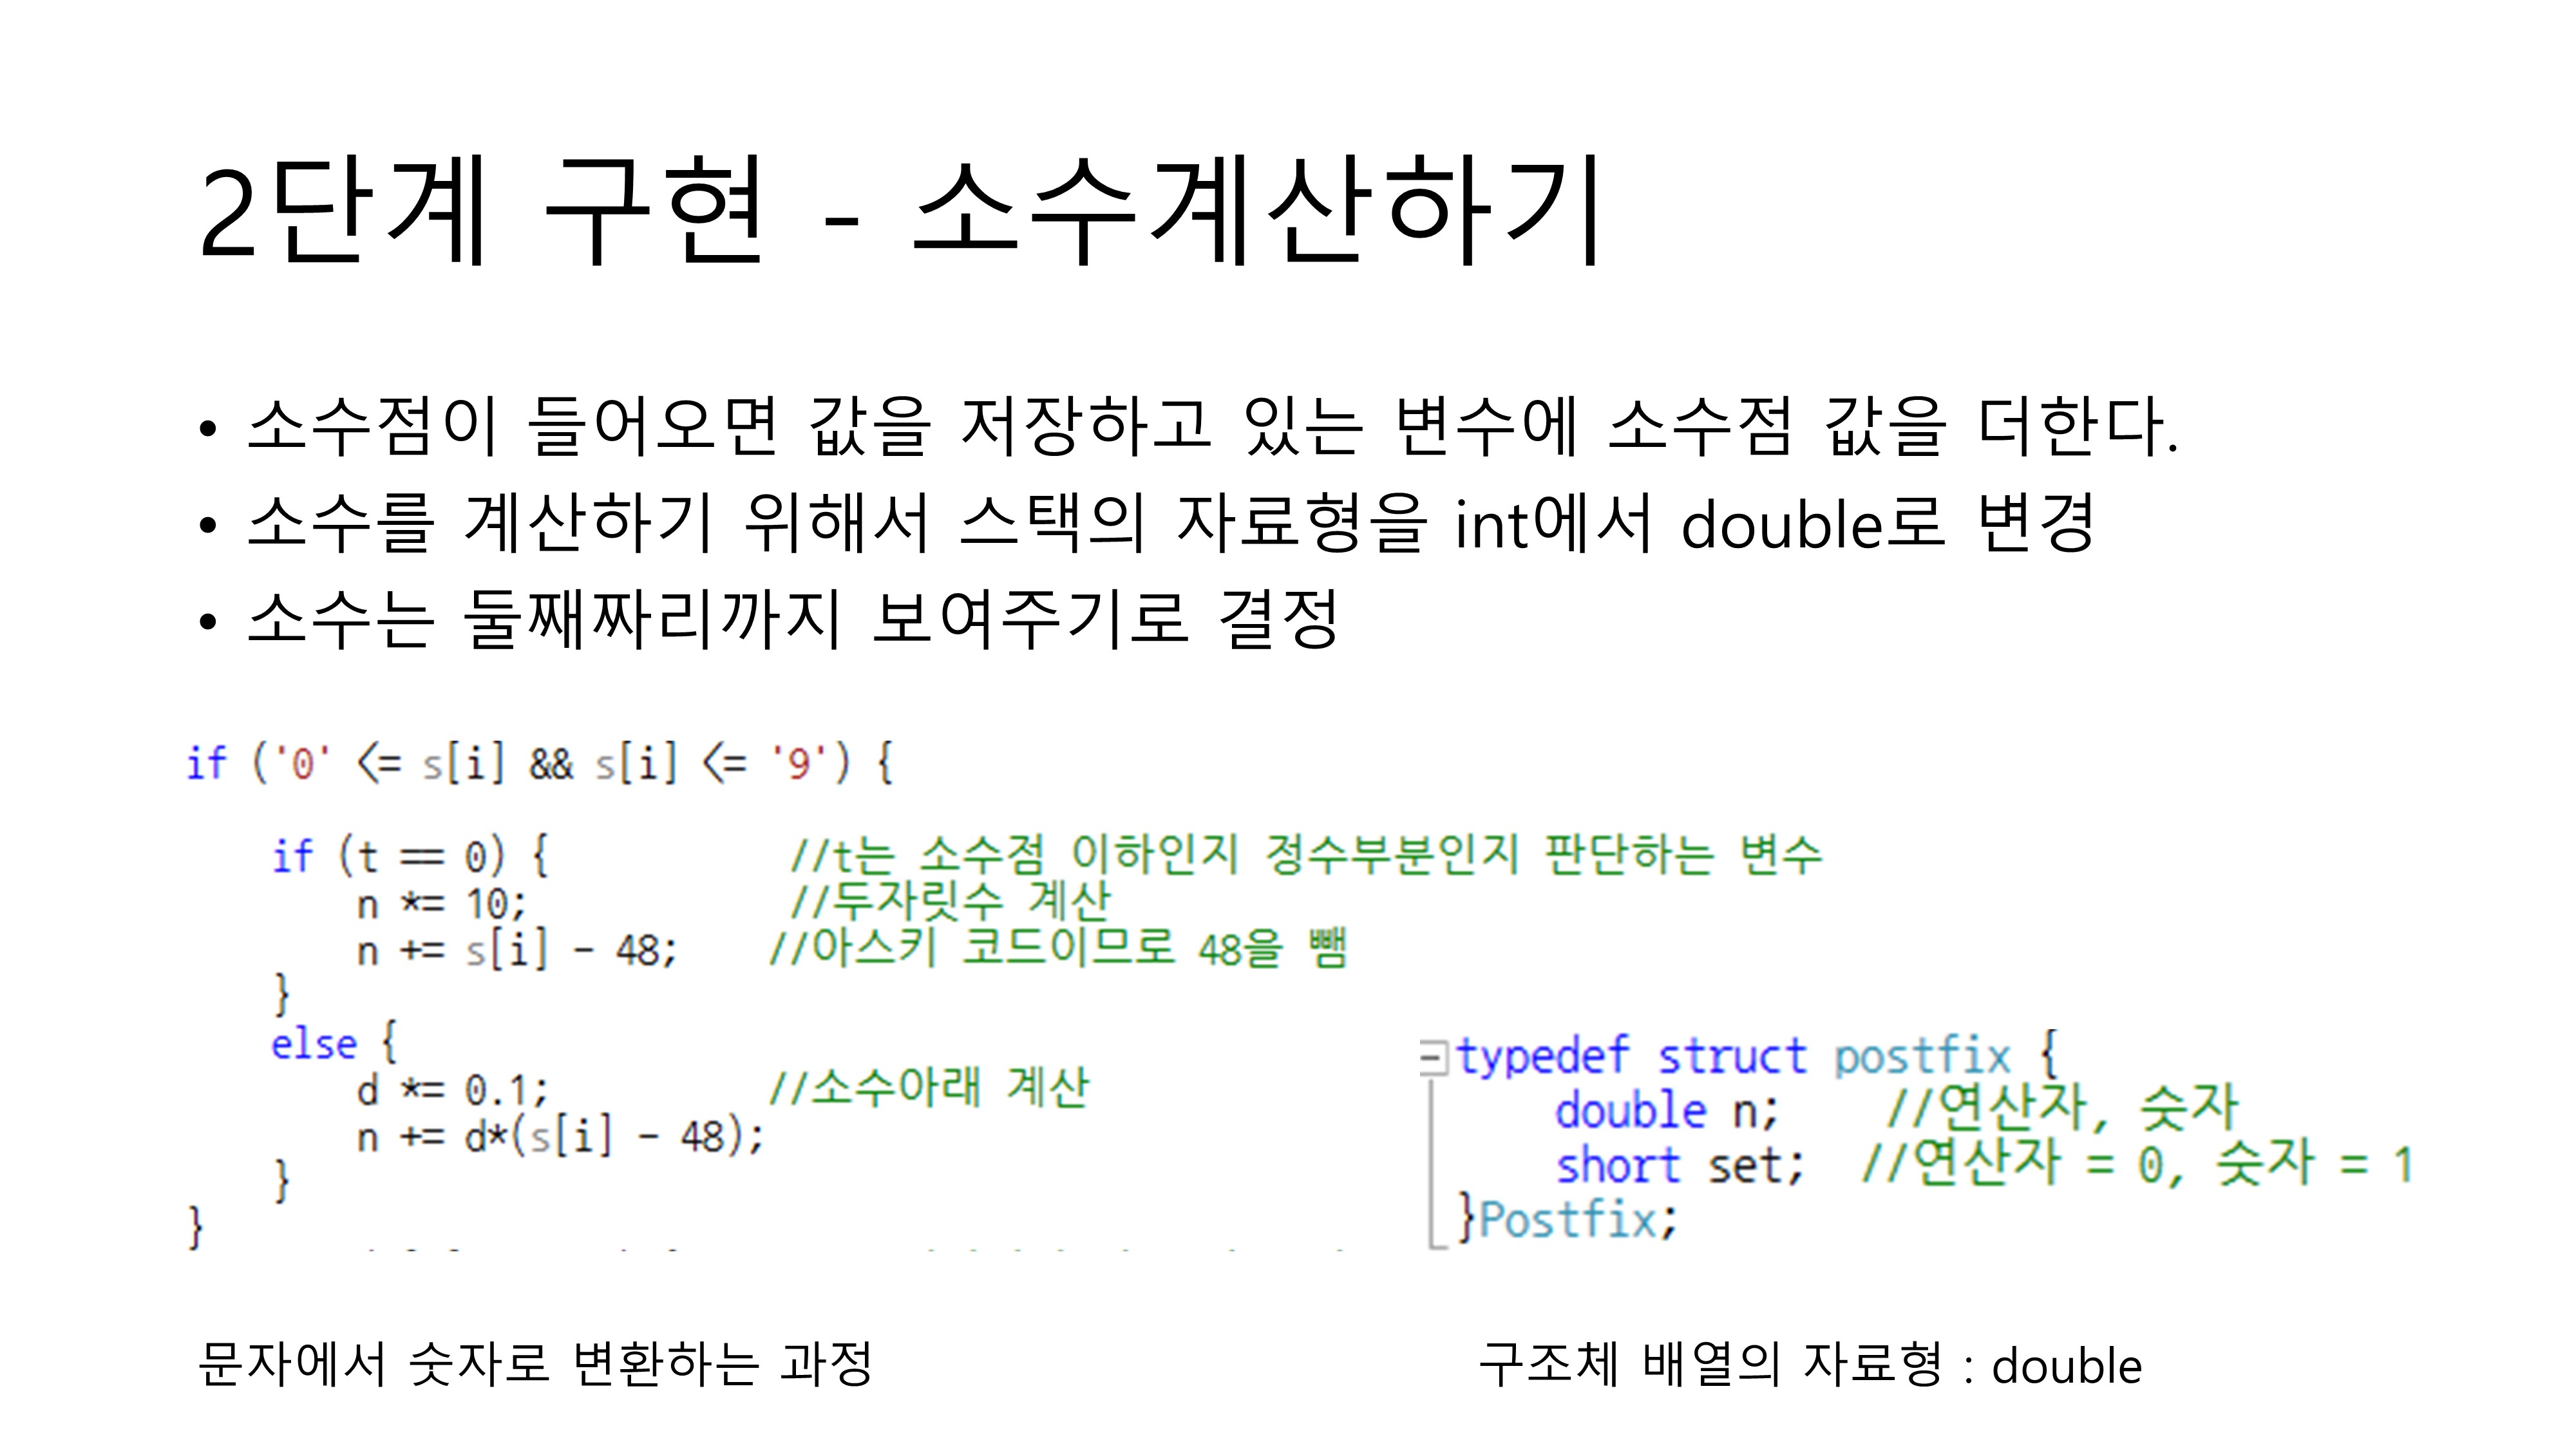 2단계 구현 - 소수계산하기
• 소수점이 들어오면 값을 저장하고 있는 변수에 소수점 값을 더한다.
• 소수를 계산하기 위해서 스택의 자료형을 int에서 double로 변경
• 소수는 둘째짜리까지 보여주기로 결정
if ('0' <= s[i] && s[i] <= '9') {
if (t == 0) { //t는 소수점 이하인지 정수부분인지 판단하는 변수
n *= 10; //두자릿수 계산
n += s[i] - 48; //아스키 코드이므로 48을 뺌
}
else {
d *= 0.1; //소수아래 계산
n += d*(s[i] - 48);
}
}
typedef struct postfix {
double n; //연산자, 숫자
short set; //연산자 = 0, 숫자 = 1
}Postfix;
문자에서 숫자로 변환하는 과정
구조체 배열의 자료형 : double